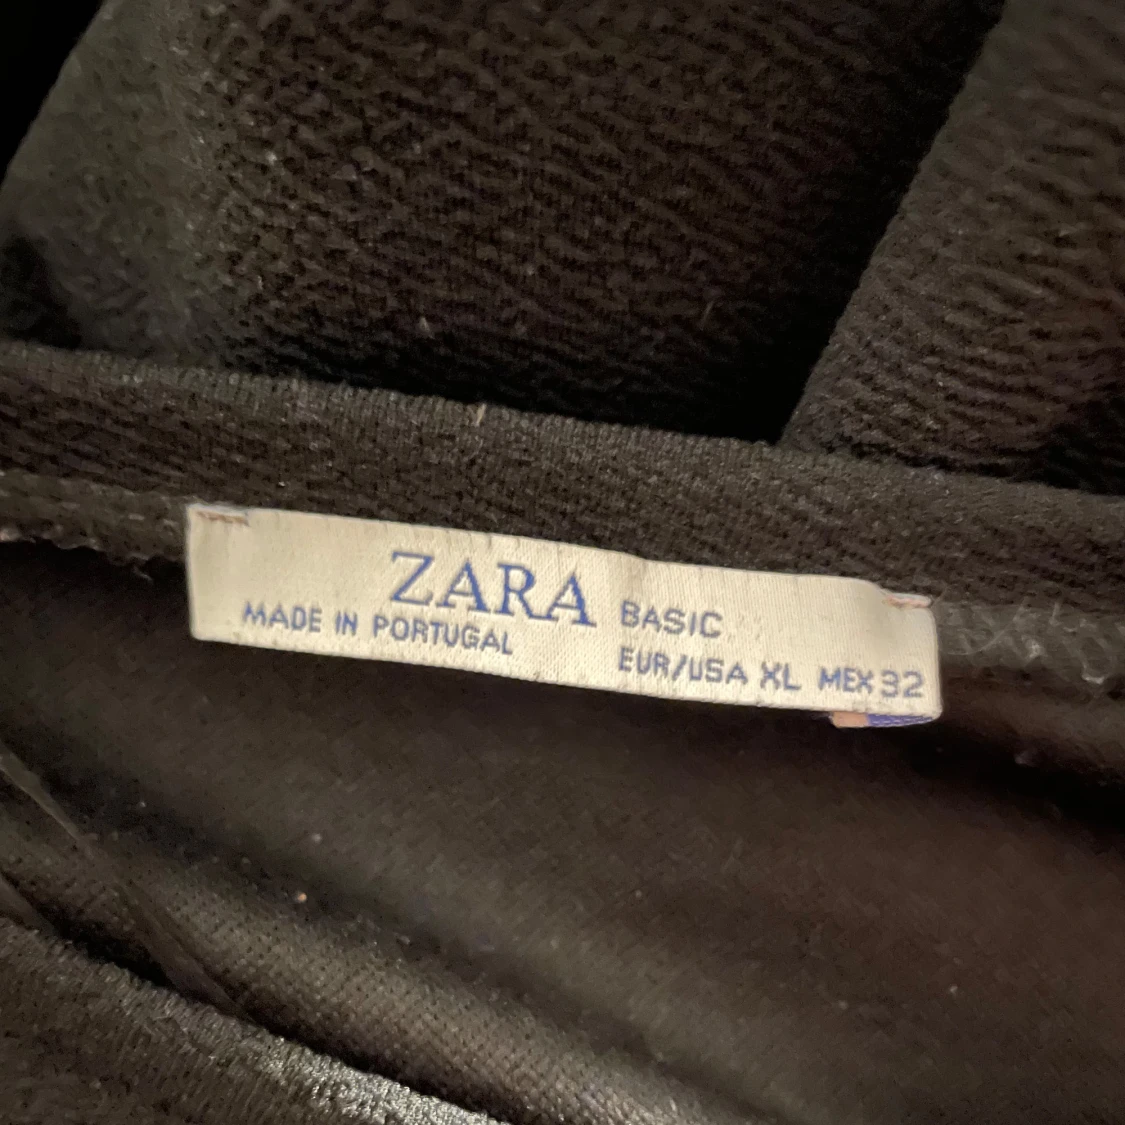 ZARA BASIC
MADE IN PORTUGAL
EUR/USA XL MEX 32